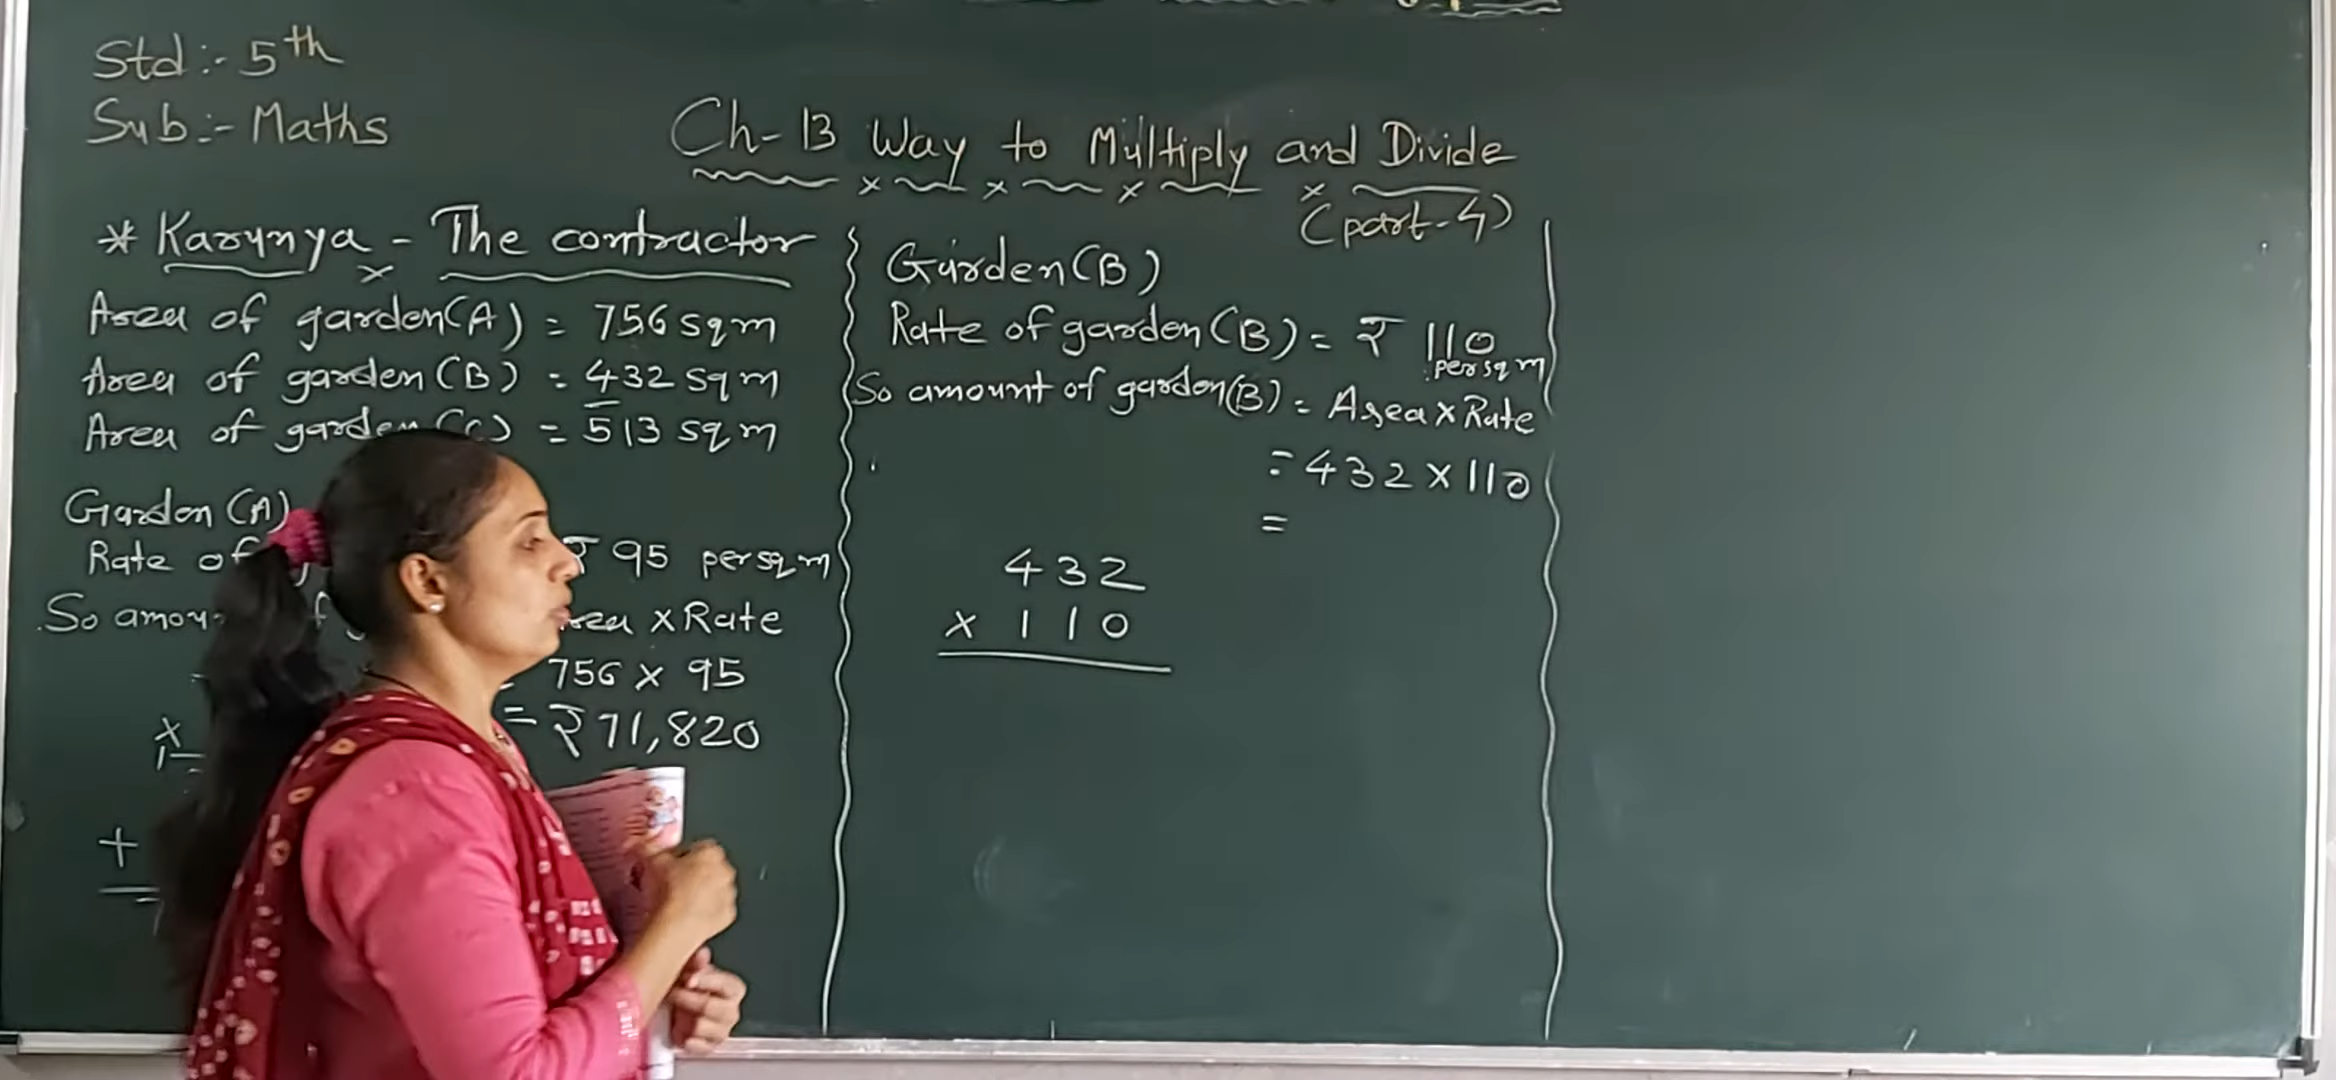 Std:- 5th
Sub:- Maths
Ch-13 Way to Multiply and Divide
(part-4)
* Karunya - The contractor
Area of garden(A) = 756 sq m
Area of garden (B) = 432 sq m
Area of garden (C) = 513 sq m
Garden (A)
Rate of ₹ 95 per sq m
So × Rate
= 756 × 95
= ₹71,820
×
+
Garden(B)
Rate of garden (B) = ₹ 110
per sq m
So amount of garden(B) = Area × Rate
= 432 × 110
=
432
× 110